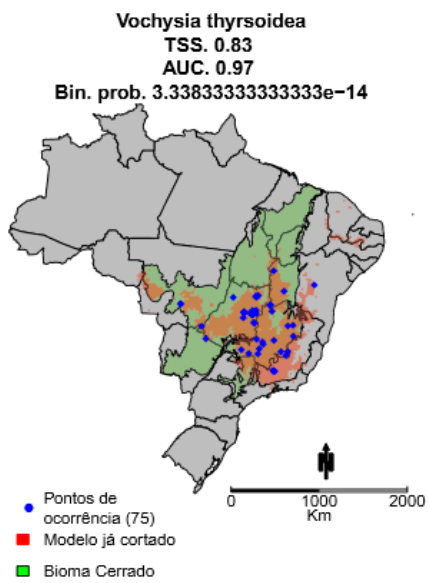 Vochysia thyrsoidea
TSS. 0.83
AUC. 0.97
Bin. prob. 3.33833333333333e−14
N
0 1000 2000
Km
Pontos de
ocorrência (75)
Modelo já cortado
Bioma Cerrado